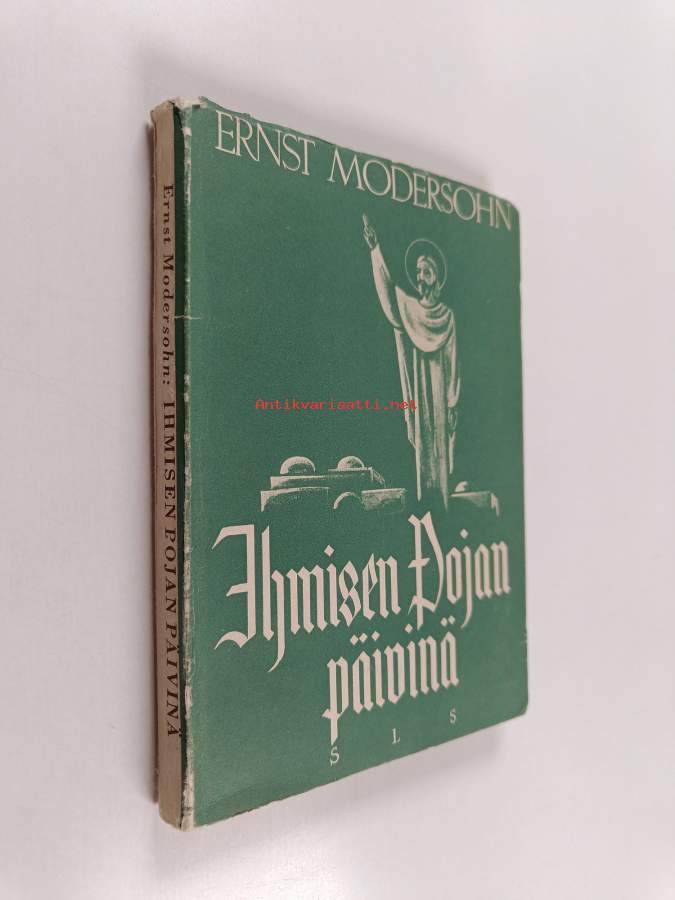 ERNST MODERSOHN
Ihmisen Pojan
päivinä
S L S
Ernst Modersohn: IHMISEN POJAN PÄIVINÄ
Antikvariaatti.net